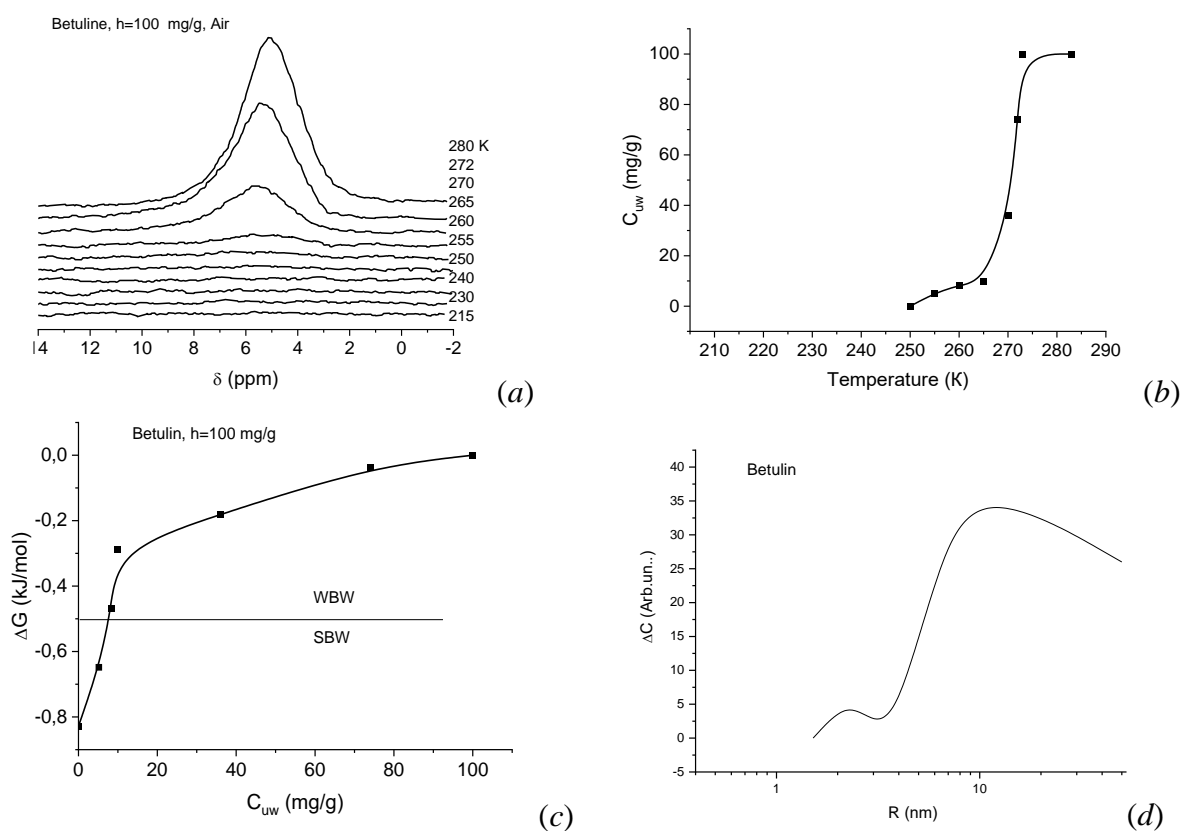 Betuline, h=100 mg/g, Air
280 K
272
270
265
260
255
250
240
230
215
14 12 10 8 6 4 2 0 -2
δ (ppm)
(a)
100
80
60
40
20
0
C uw (mg/g)
210 220 230 240 250 260 270 280 290
Temperature (K)
(b)
Betulin, h=100 mg/g
0,0
-0,2
-0,4
-0,6
-0,8
ΔG (kJ/mol)
WBW
SBW
0 20 40 60 80 100
C uw (mg/g)
(c)
Betulin
40
35
30
25
20
15
10
5
0
-5
ΔC (Arb.un..)
1 10
R (nm)
(d)